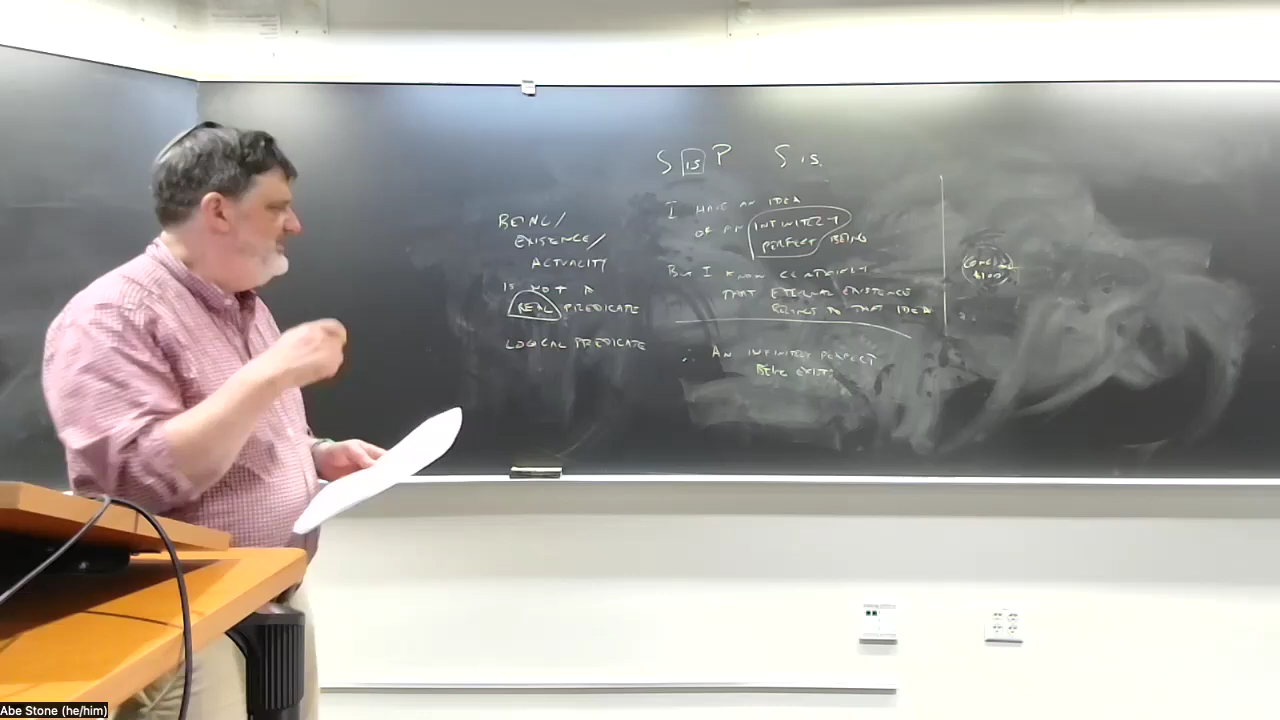 S is P S is.
BEING/
EXISTENCE/
ACTUALITY
IS NOT A
REAL PREDICATE
LOGICAL PREDICATE
I HAVE AN IDEA
OF AN INFINITELY
PERFECT BEING
BUT I KNOW CERTAINLY
THAT ETERNAL EXISTENCE
BELONGS TO THAT IDEA
∴ AN INFINITELY PERFECT
BEING EXISTS
Abe Stone (he/him)